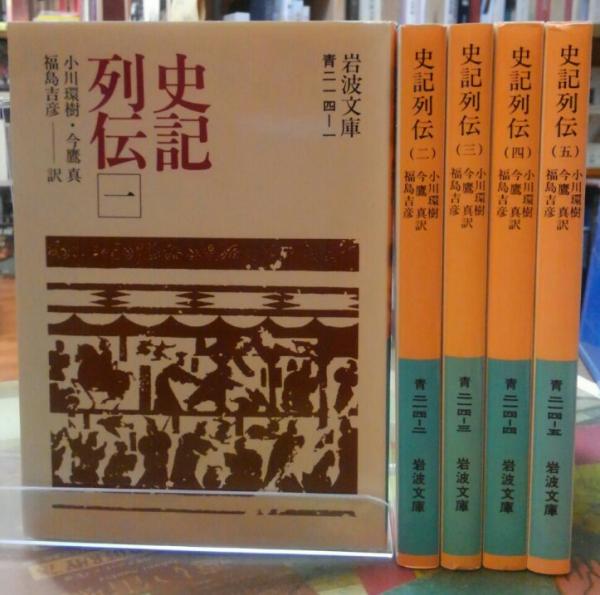 岩波文庫
青二一四-一
史記
列伝
一
小川環樹・今鷹 真
福島吉彦――訳
史記列伝(二)
小川環樹
今鷹 真訳
福島吉彦
青二一四-二
岩波文庫
史記列伝(三)
小川環樹
今鷹 真訳
福島吉彦
青二一四-三
岩波文庫
史記列伝(四)
小川環樹
今鷹 真訳
福島吉彦
青二一四-四
岩波文庫
史記列伝(五)
小川環樹
今鷹 真訳
福島吉彦
青二一四-五
岩波文庫